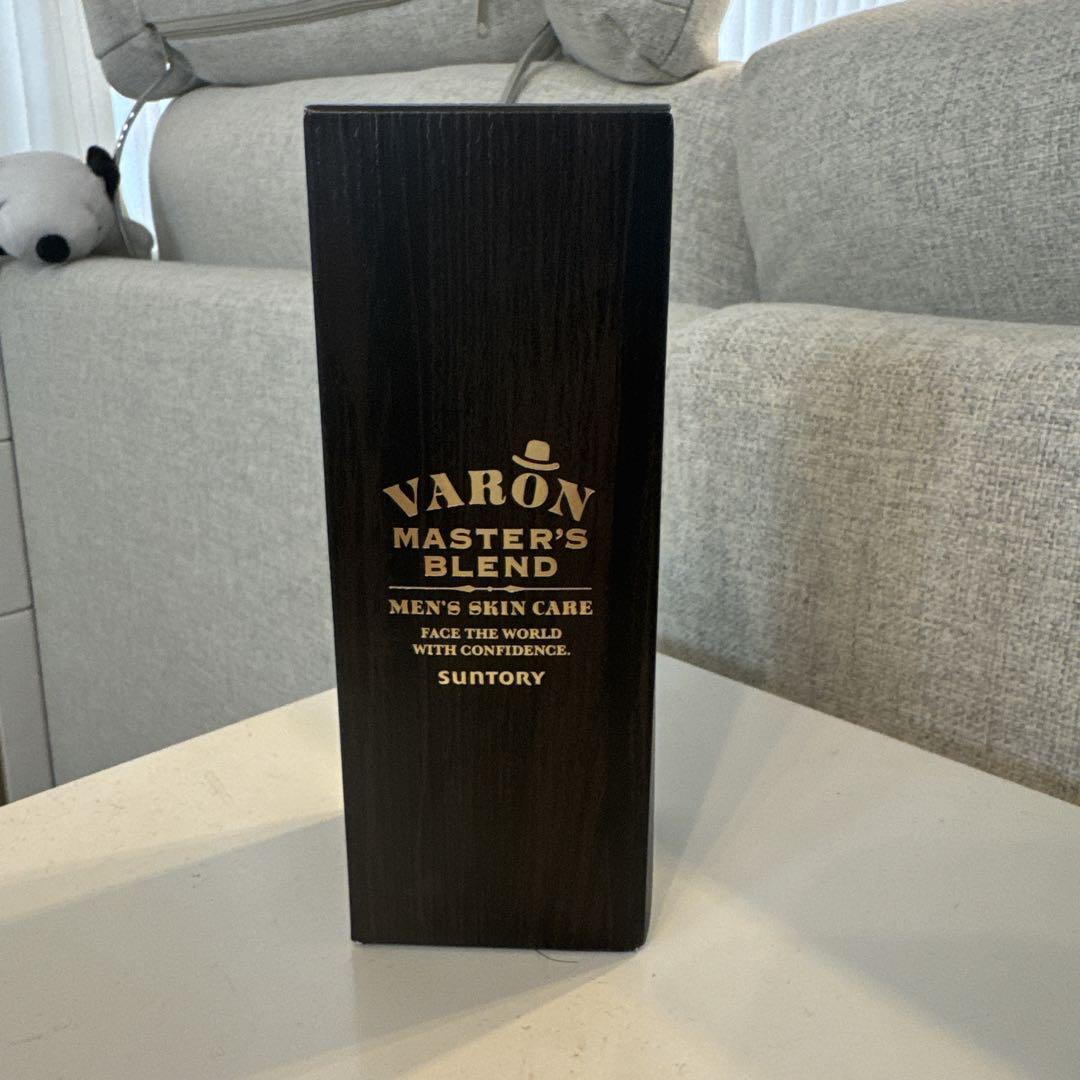 VARON
MASTER'S
BLEND
MEN'S SKIN CARE
FACE THE WORLD
WITH CONFIDENCE.
SUNTORY